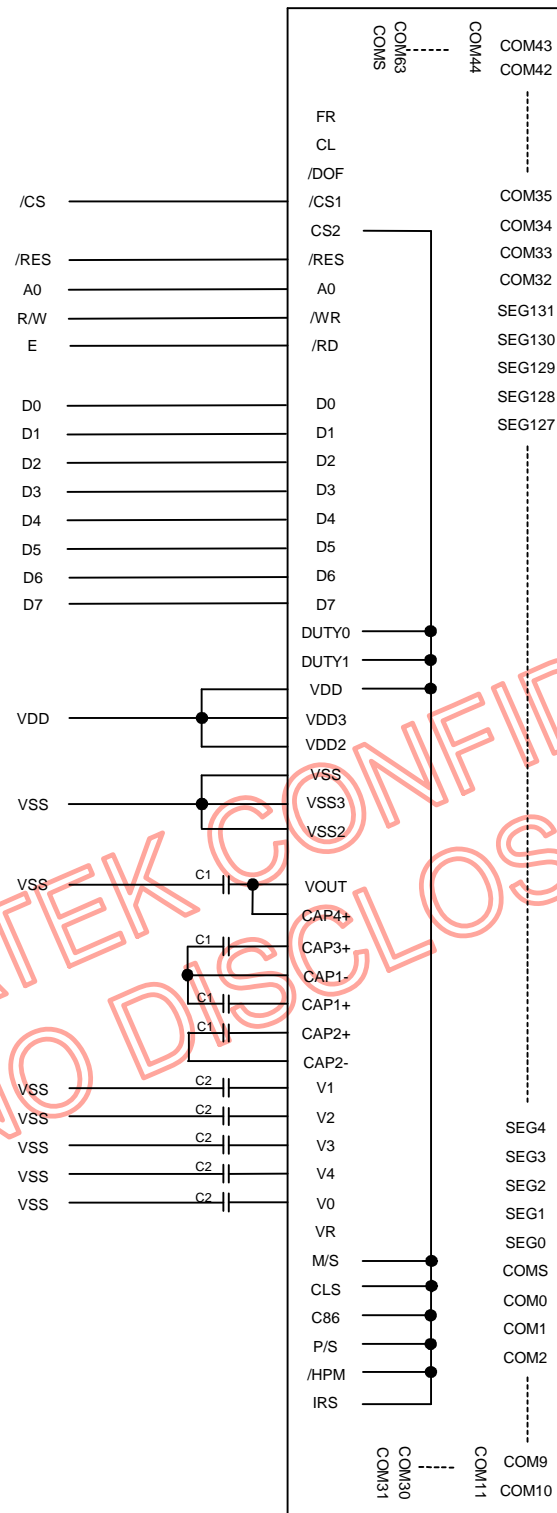 COMS
COM63
COM44
COM43
COM42
FR
CL
/DOF
/CS
/CS1
COM35
CS2
COM34
/RES
/RES
COM33
A0
A0
COM32
R/W
/WR
SEG131
E
/RD
SEG130
SEG129
SEG128
D0
D0
SEG127
D1
D1
D2
D2
D3
D3
D4
D4
D5
D5
D6
D6
D7
D7
DUTY0
DUTY1
VDD
VDD
VDD3
VDD2
VSS
VSS
VSS3
VSS2
VSS
C1
VOUT
CAP4+
C1
CAP3+
CAP1-
C1
CAP1+
C1
CAP2+
CAP2-
VSS
C2
V1
VSS
C2
V2
SEG4
VSS
C2
V3
SEG3
VSS
C2
V4
SEG2
VSS
C2
V0
SEG1
VR
SEG0
M/S
COMS
CLS
COM0
C86
COM1
P/S
COM2
/HPM
IRS
COM31
COM30
COM11
COM9
COM10
TEK CONFID
NO DISCLOS